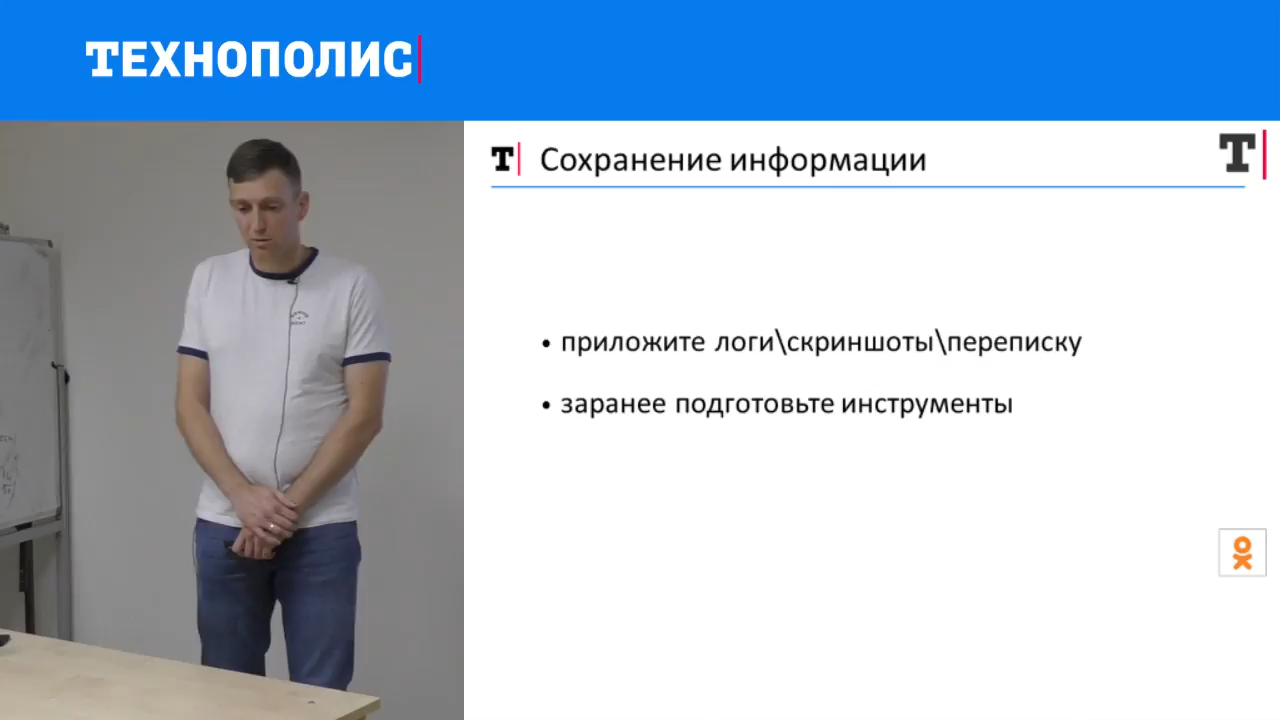 ТЕХНОПОЛИС
Т Сохранение информации
Т
• приложите логи\скриншоты\переписку
• заранее подготовьте инструменты